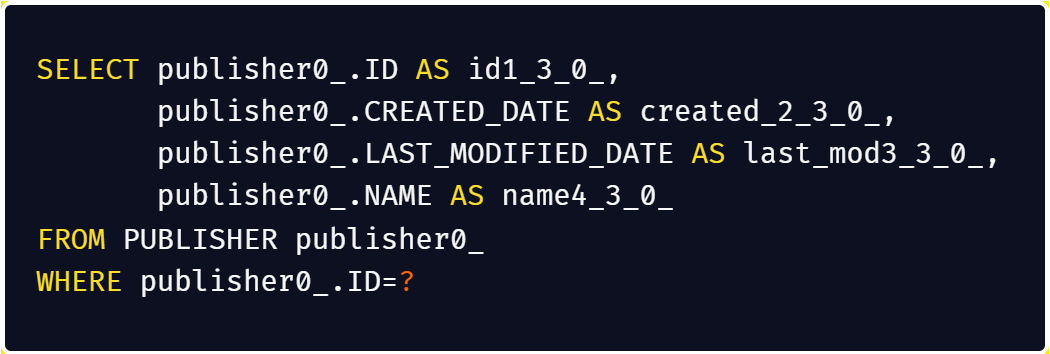 SELECT publisher0_.ID AS id1_3_0_,
       publisher0_.CREATED_DATE AS created_2_3_0_,
       publisher0_.LAST_MODIFIED_DATE AS last_mod3_3_0_,
       publisher0_.NAME AS name4_3_0_
FROM PUBLISHER publisher0_
WHERE publisher0_.ID=?